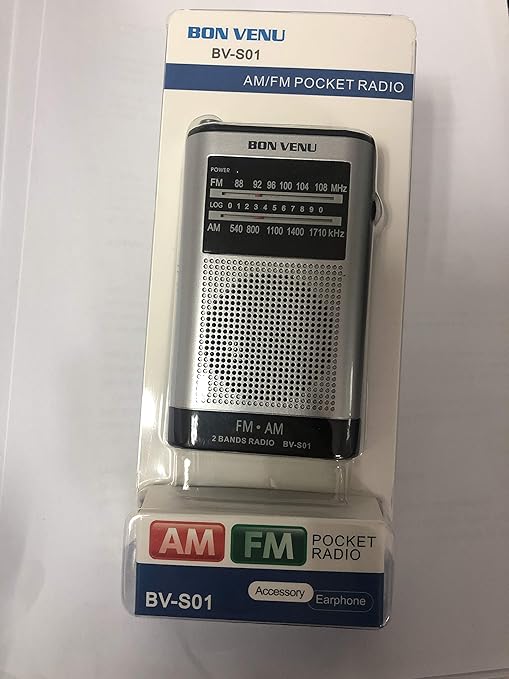 BON VENU
BV-S01
AM/FM POCKET RADIO
BON VENU
POWER
FM 88 92 96 100 104 108 MHz
LOG 0 1 2 3 4 5 6 7 8 9 0
AM 540 800 1100 1400 1710 kHz
FM • AM
2 BANDS RADIO BV-S01
AM FM POCKET
RADIO
BV-S01 Accessory
Earphone